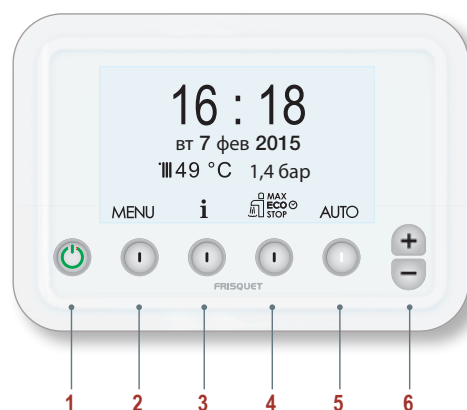 16 : 18
вт 7 фев 2015
49 °C 1,4 бар
MAX
MENU i ECO AUTO
STOP
+
−
FRISQUET
1 2 3 4 5 6